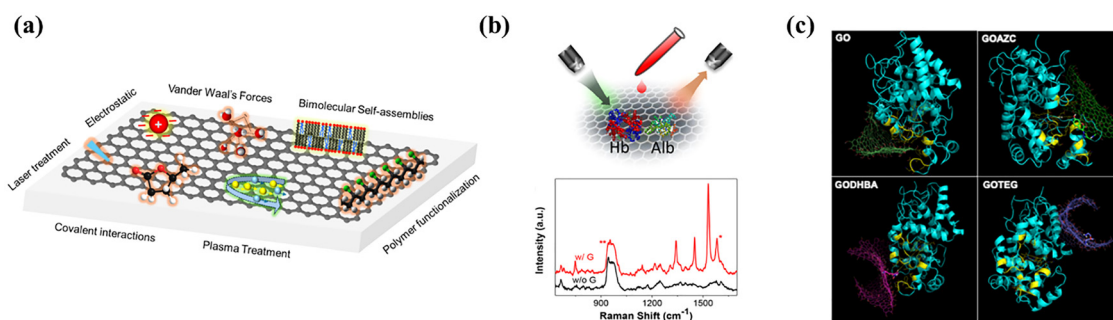 (a)
Vander Waal's Forces
Electrostatic
Bimolecular Self-assemblies
Laser treatment
Covalent interactions
Plasma Treatment
Polymer functionalization
(b)
Hb
Alb
Intensity (a.u.)
**
*
w/ G
w/o G
900
1200
1500
Raman Shift (cm-1)
(c)
GO
GOAZC
GODHBA
GOTEG